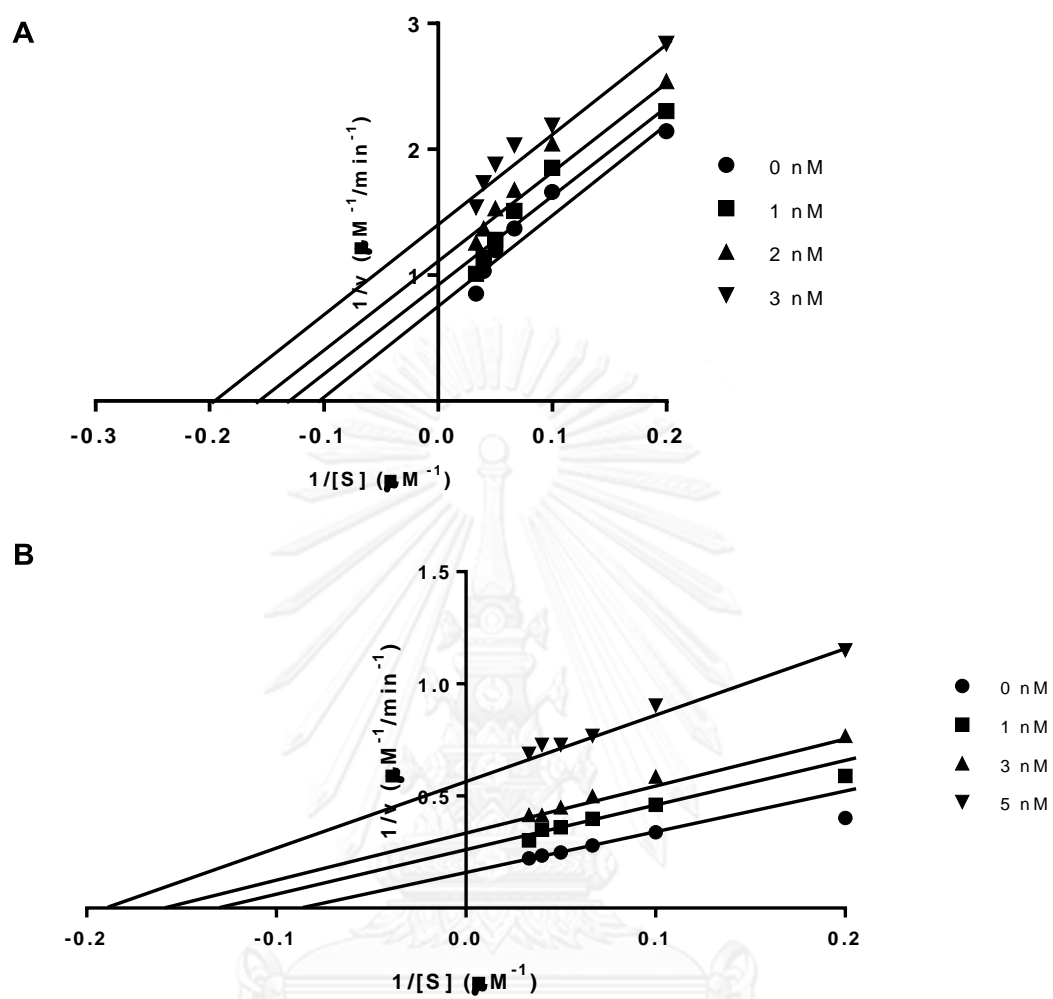 A
3
2
1
1/v (µM⁻¹/min⁻¹)
0 nM
1 nM
2 nM
3 nM
-0.3 -0.2 -0.1 0.0 0.1 0.2
1/[S] (µM⁻¹)
B
1.5
1.0
0.5
1/v (µM⁻¹/min⁻¹)
0 nM
1 nM
3 nM
5 nM
-0.2 -0.1 0.0 0.1 0.2
1/[S] (µM⁻¹)